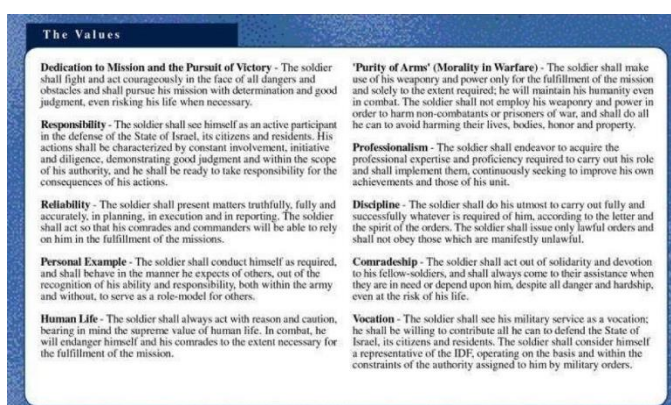 The Values
Dedication to Mission and the Pursuit of Victory - The soldier
shall fight and act courageously in the face of all dangers and
obstacles and shall pursue his mission with determination and good
judgment, even risking his life when necessary.
Responsibility - The soldier shall see himself as an active participant
in the defense of the State of Israel, its citizens and residents. His
actions shall be characterized by constant involvement, initiative
and diligence, demonstrating good judgment and within the scope
of his authority, and he shall be ready to take responsibility for the
consequences of his actions.
Reliability - The soldier shall present matters truthfully, fully and
accurately, in planning, in execution and in reporting. The soldier
shall act so that his comrades and commanders will be able to rely
on him in the fulfillment of the missions.
Personal Example - The soldier shall conduct himself as required,
and shall behave in the manner he expects of others, out of the
recognition of his ability and responsibility, both within the army
and without, to serve as a role-model for others.
Human Life - The soldier shall always act with reason and caution,
bearing in mind the supreme value of human life. In combat, he
will endanger himself and his comrades to the extent necessary for
the fulfillment of the mission.
'Purity of Arms' (Morality in Warfare) - The soldier shall make
use of his weaponry and power only for the fulfillment of the mission
and solely to the extent required; he will maintain his humanity even
in combat. The soldier shall not employ his weaponry and power in
order to harm non-combatants or prisoners of war, and shall do all
he can to avoid harming their lives, bodies, honor and property.
Professionalism - The soldier shall endeavor to acquire the
professional expertise and proficiency required to carry out his role
and shall implement them, continuously seeking to improve his own
achievements and those of his unit.
Discipline - The soldier shall do his utmost to carry out fully and
successfully whatever is required of him, according to the letter and
the spirit of the orders. The soldier shall issue only lawful orders and
shall not obey those which are manifestly unlawful.
Comradeship - The soldier shall act out of solidarity and devotion
to his fellow-soldiers, and shall always come to their assistance when
they are in need or depend upon him, despite all danger and hardship,
even at the risk of his life.
Vocation - The soldier shall see his military service as a vocation;
he shall be willing to contribute all he can to defend the State of
Israel, its citizens and residents. The soldier shall consider himself
a representative of the IDF, operating on the basis and within the
constraints of the authority assigned to him by military orders.